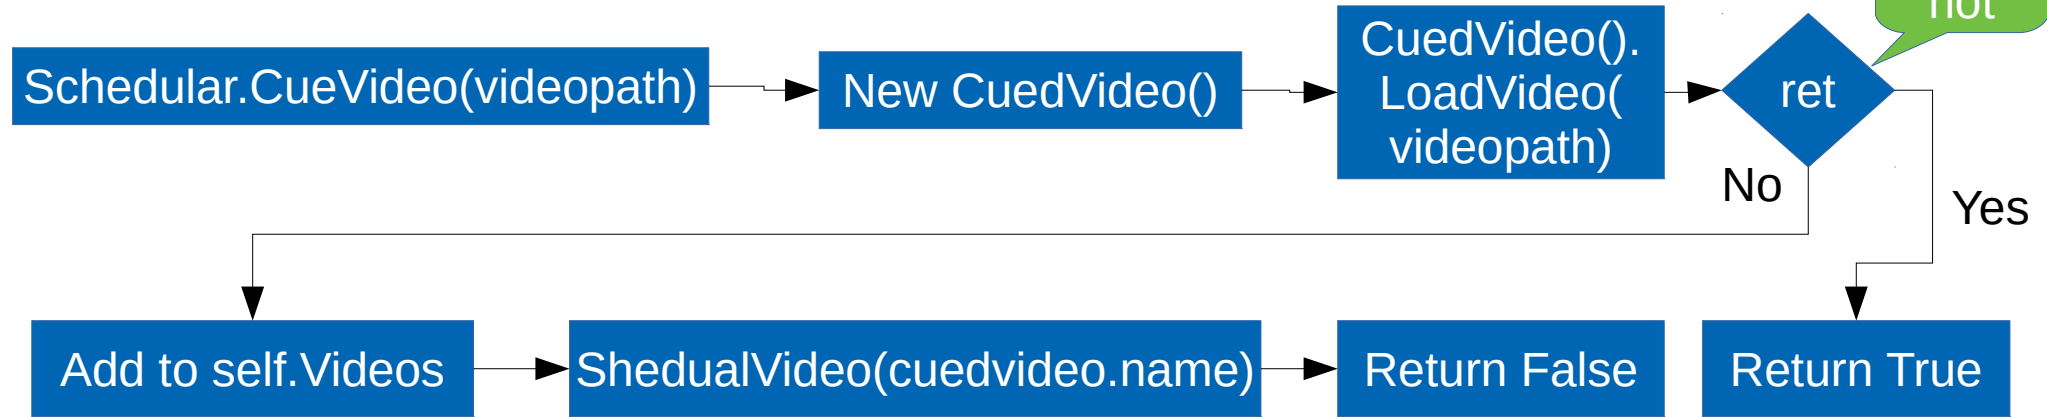 not
Schedular.CueVideo(videopath)
New CuedVideo()
CuedVideo().
LoadVideo(
videopath)
ret
No
Yes
Add to self.Videos
ShedualVideo(cuedvideo.name)
Return False
Return True